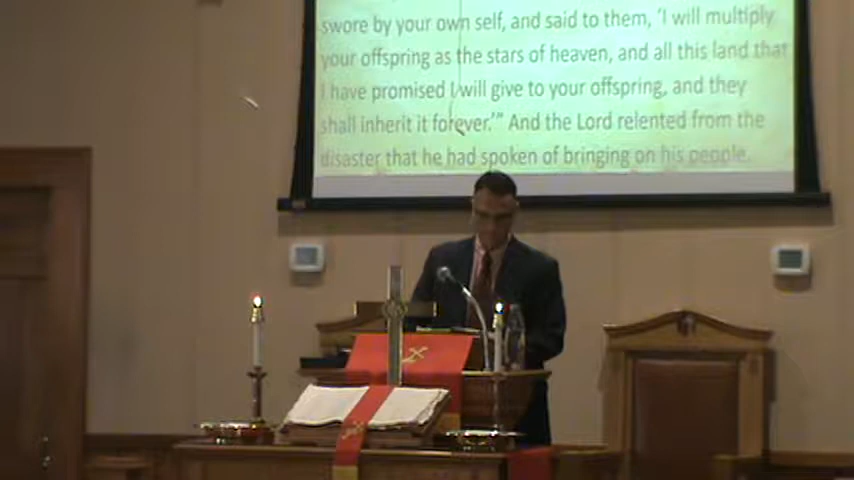 swore by your own self, and said to them, 'I will multiply
your offspring as the stars of heaven, and all this land that
I have promised I will give to your offspring, and they
shall inherit it forever.'" And the Lord relented from the
disaster that he had spoken of bringing on his people.